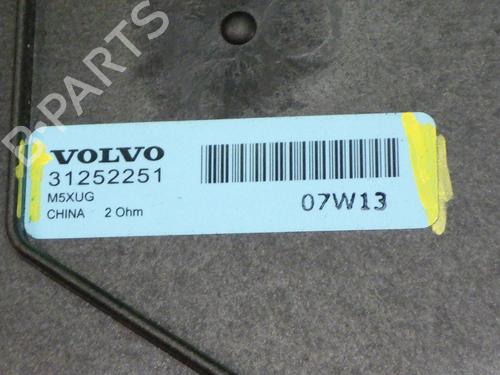 B-PARTS
VOLVO
31252251
M5XUG
CHINA 2 Ohm
07W13